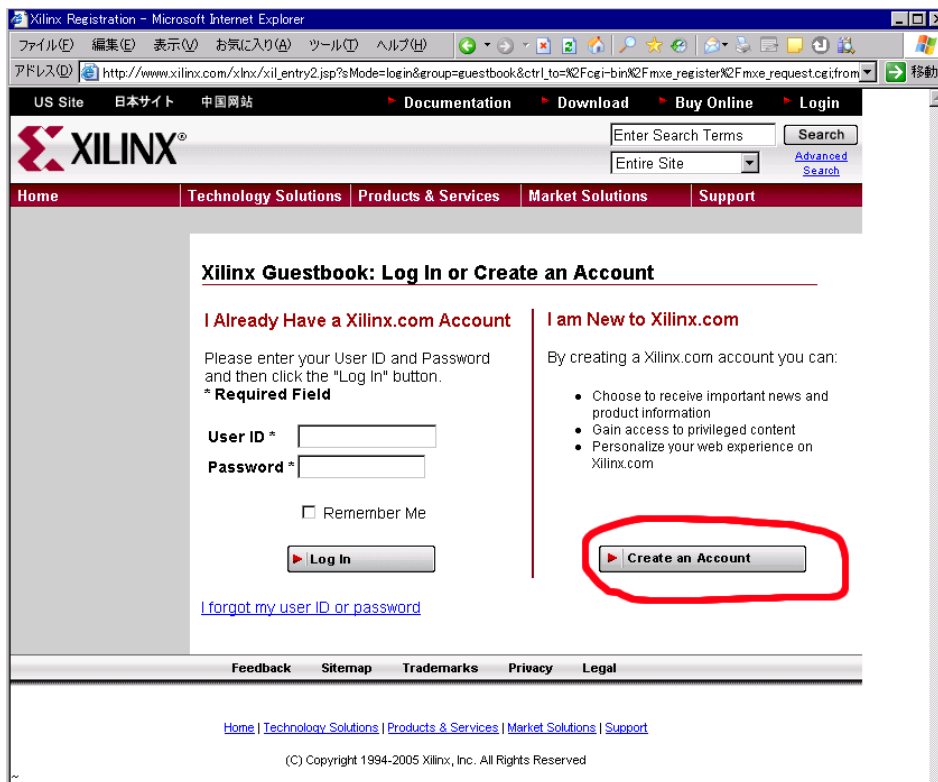 Xilinx Registration - Microsoft Internet Explorer
ファイル(F) 編集(E) 表示(V) お気に入り(A) ツール(T) ヘルプ(H)
アドレス(D) http://www.xilinx.com/xlnx/xil_entry2.jsp?sMode=login&group=guestbook&ctrl_to=%2Fcgi-bin%2Fmxe_register%2Fmxe_request.cgi;from 移動
US Site 日本サイト 中国网站 Documentation Download Buy Online Login
XILINX®
Enter Search Terms Search
Entire Site Advanced Search
Home Technology Solutions Products & Services Market Solutions Support
Xilinx Guestbook: Log In or Create an Account
I Already Have a Xilinx.com Account
Please enter your User ID and Password
and then click the "Log In" button.
* Required Field
User ID *
Password *
Remember Me
Log In
I forgot my user ID or password
I am New to Xilinx.com
By creating a Xilinx.com account you can:
● Choose to receive important news and
product information
● Gain access to privileged content
● Personalize your web experience on
Xilinx.com
Create an Account
Feedback Sitemap Trademarks Privacy Legal
Home | Technology Solutions | Products & Services | Market Solutions | Support
(C) Copyright 1994-2005 Xilinx, Inc. All Rights Reserved
~